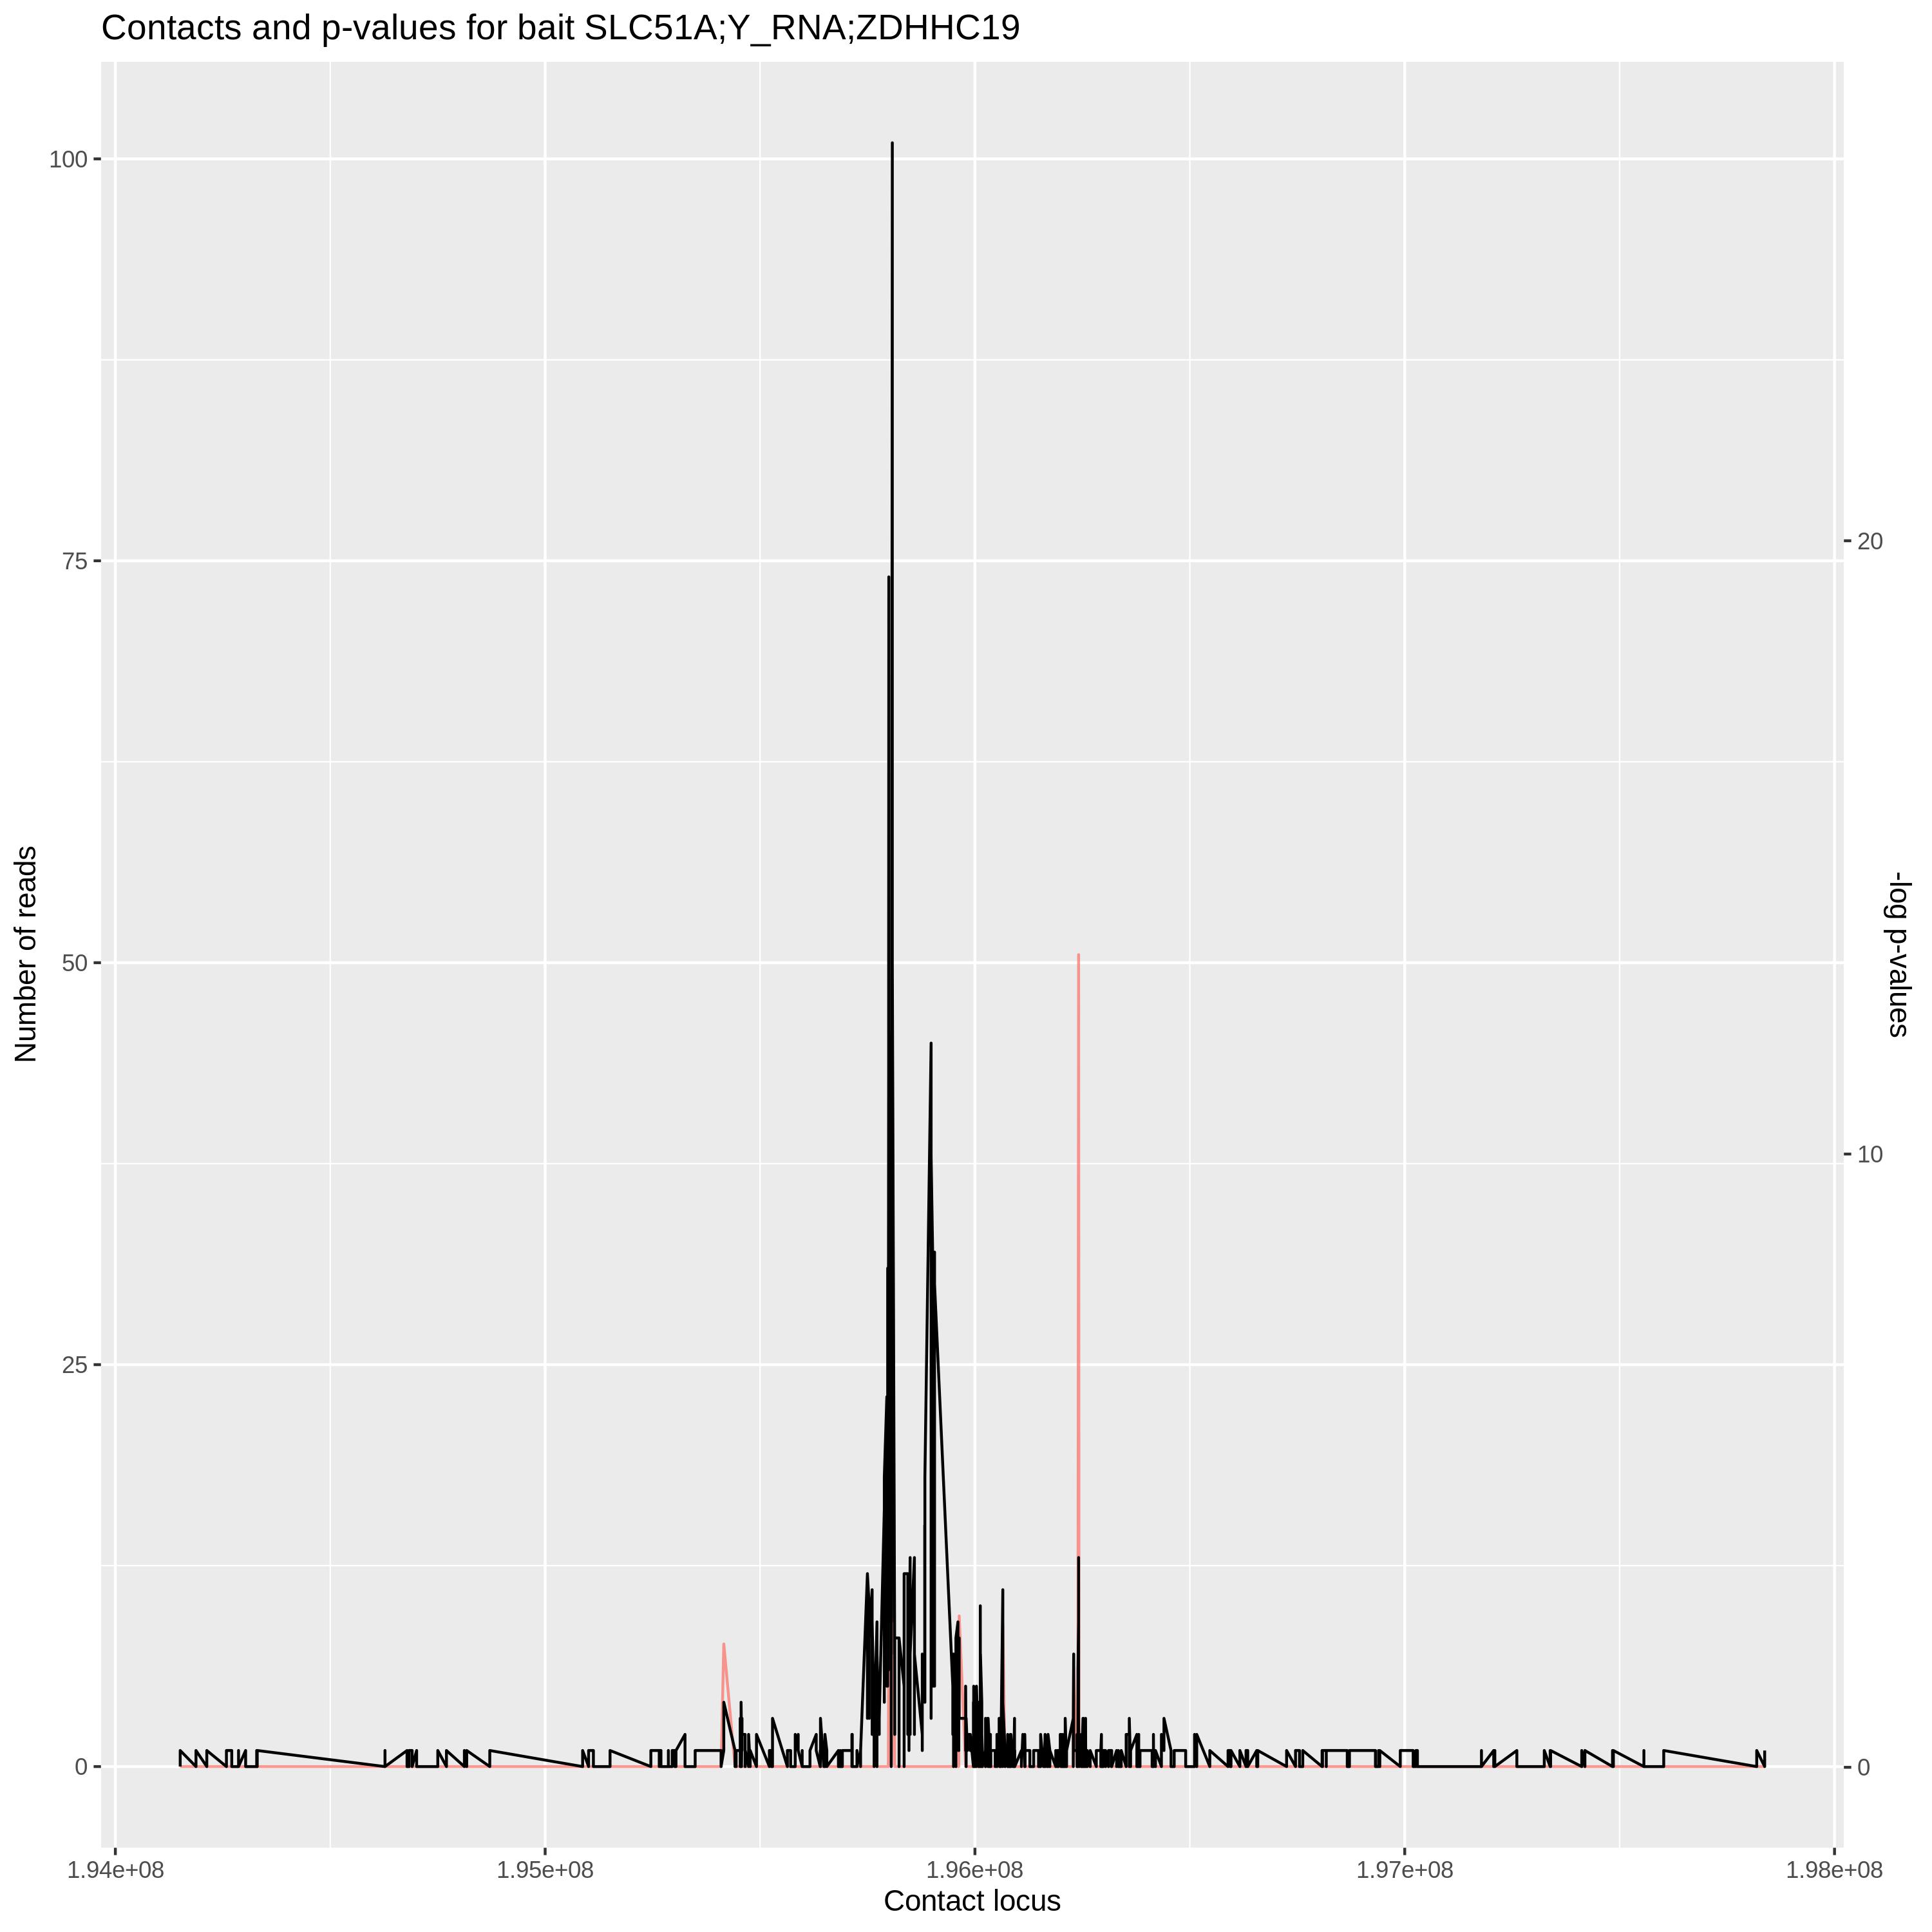 Contacts and p-values for bait SLC51A;Y_RNA;ZDHHC19
100
75
50
25
0
Number of reads
20
10
0
-log p-values
1.94e+08
1.95e+08
1.96e+08
1.97e+08
1.98e+08
Contact locus